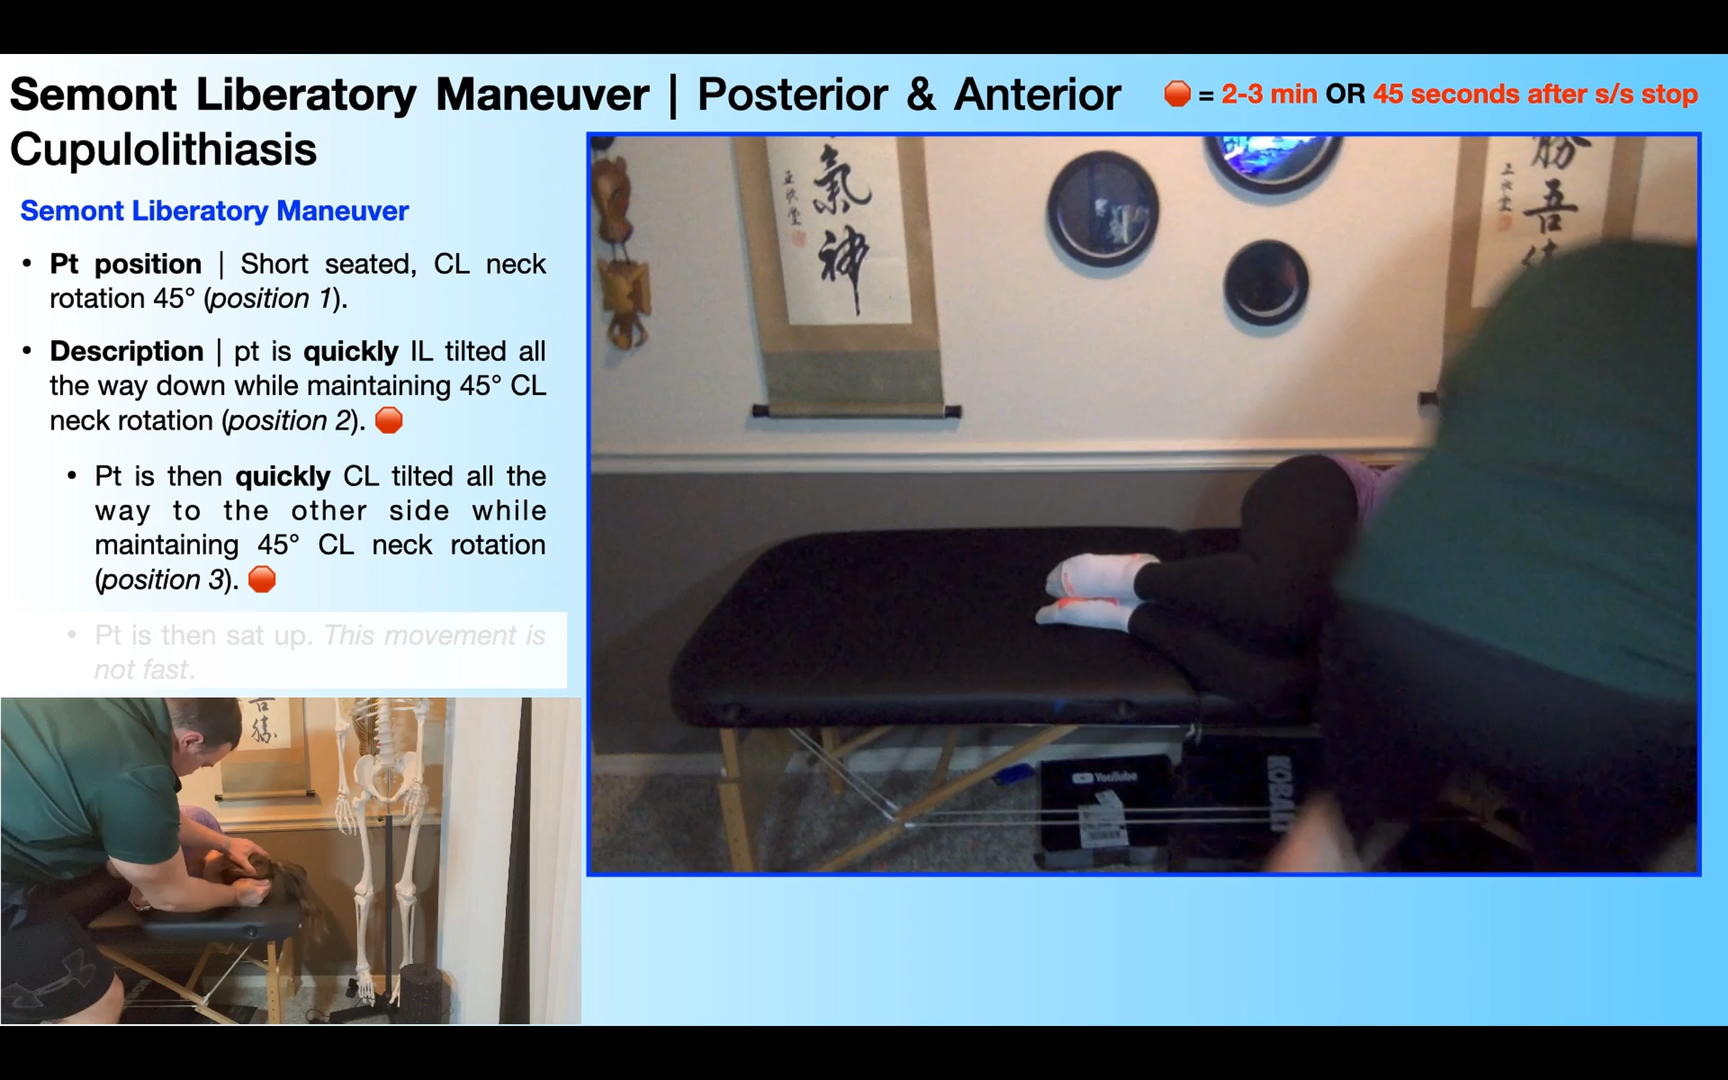 Semont Liberatory Maneuver | Posterior & Anterior
Cupulolithiasis
🛑 = 2-3 min OR 45 seconds after s/s stop
Semont Liberatory Maneuver
• Pt position | Short seated, CL neck
rotation 45° (position 1).
• Description | pt is quickly IL tilted all
the way down while maintaining 45° CL
neck rotation (position 2). 🛑
• Pt is then quickly CL tilted all the
way to the other side while
maintaining 45° CL neck rotation
(position 3). 🛑
• Pt is then sat up. This movement is
not fast.
氣
神
勝
吾
YouTube